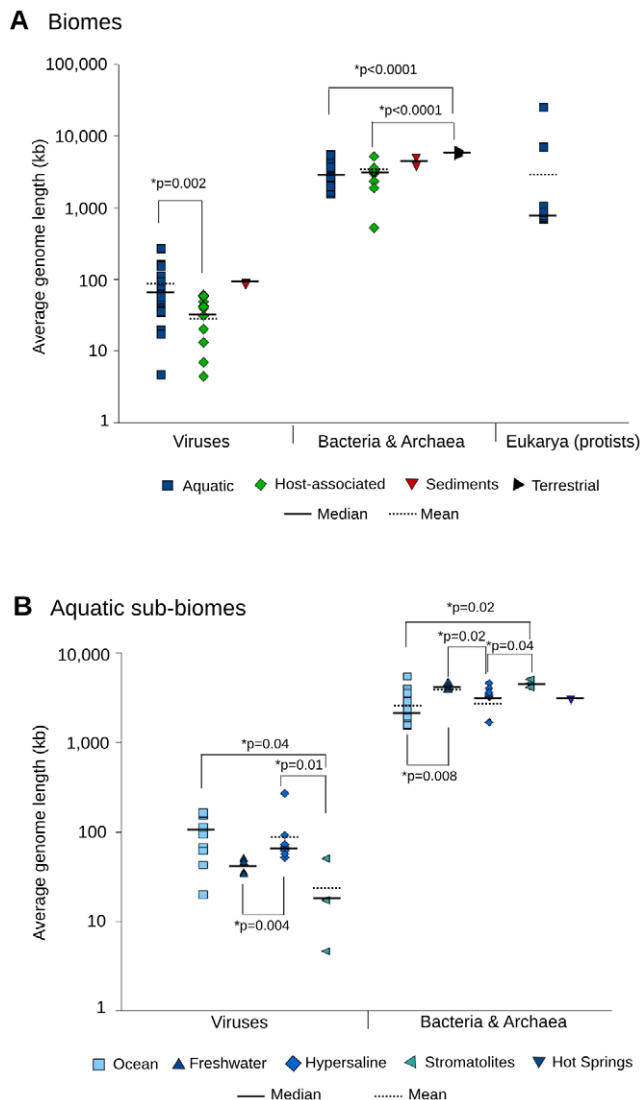 A Biomes
100,000
*p<0.0001
10,000
*p<0.0001
*p=0.002
1,000
100
10
1
Average genome length (kb)
Viruses
Bacteria & Archaea
Eukarya (protists)
Aquatic
Host-associated
Sediments
Terrestrial
Median
Mean
B Aquatic sub-biomes
*p=0.02
*p=0.02
*p=0.04
10,000
1,000
*p=0.04
*p=0.008
*p=0.01
100
*p=0.004
10
1
Average genome length (kb)
Viruses
Bacteria & Archaea
Ocean
Freshwater
Hypersaline
Stromatolites
Hot Springs
Median
Mean